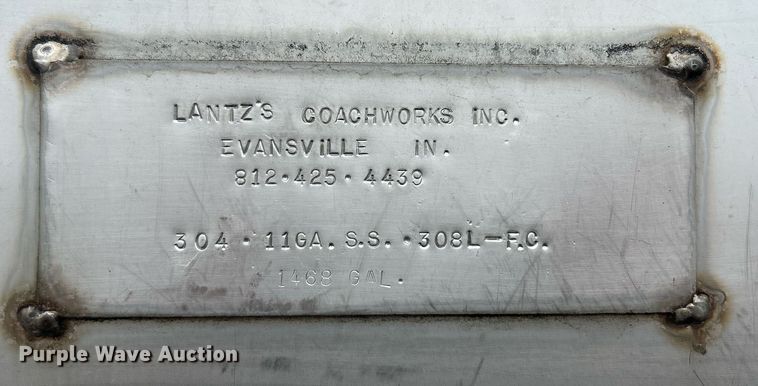 LANTZ'S COACHWORKS INC.
EVANSVILLE IN.
812·425·4439
304·11GA. S.S.·308L-F.C.
1468 GAL.
Purple Wave Auction